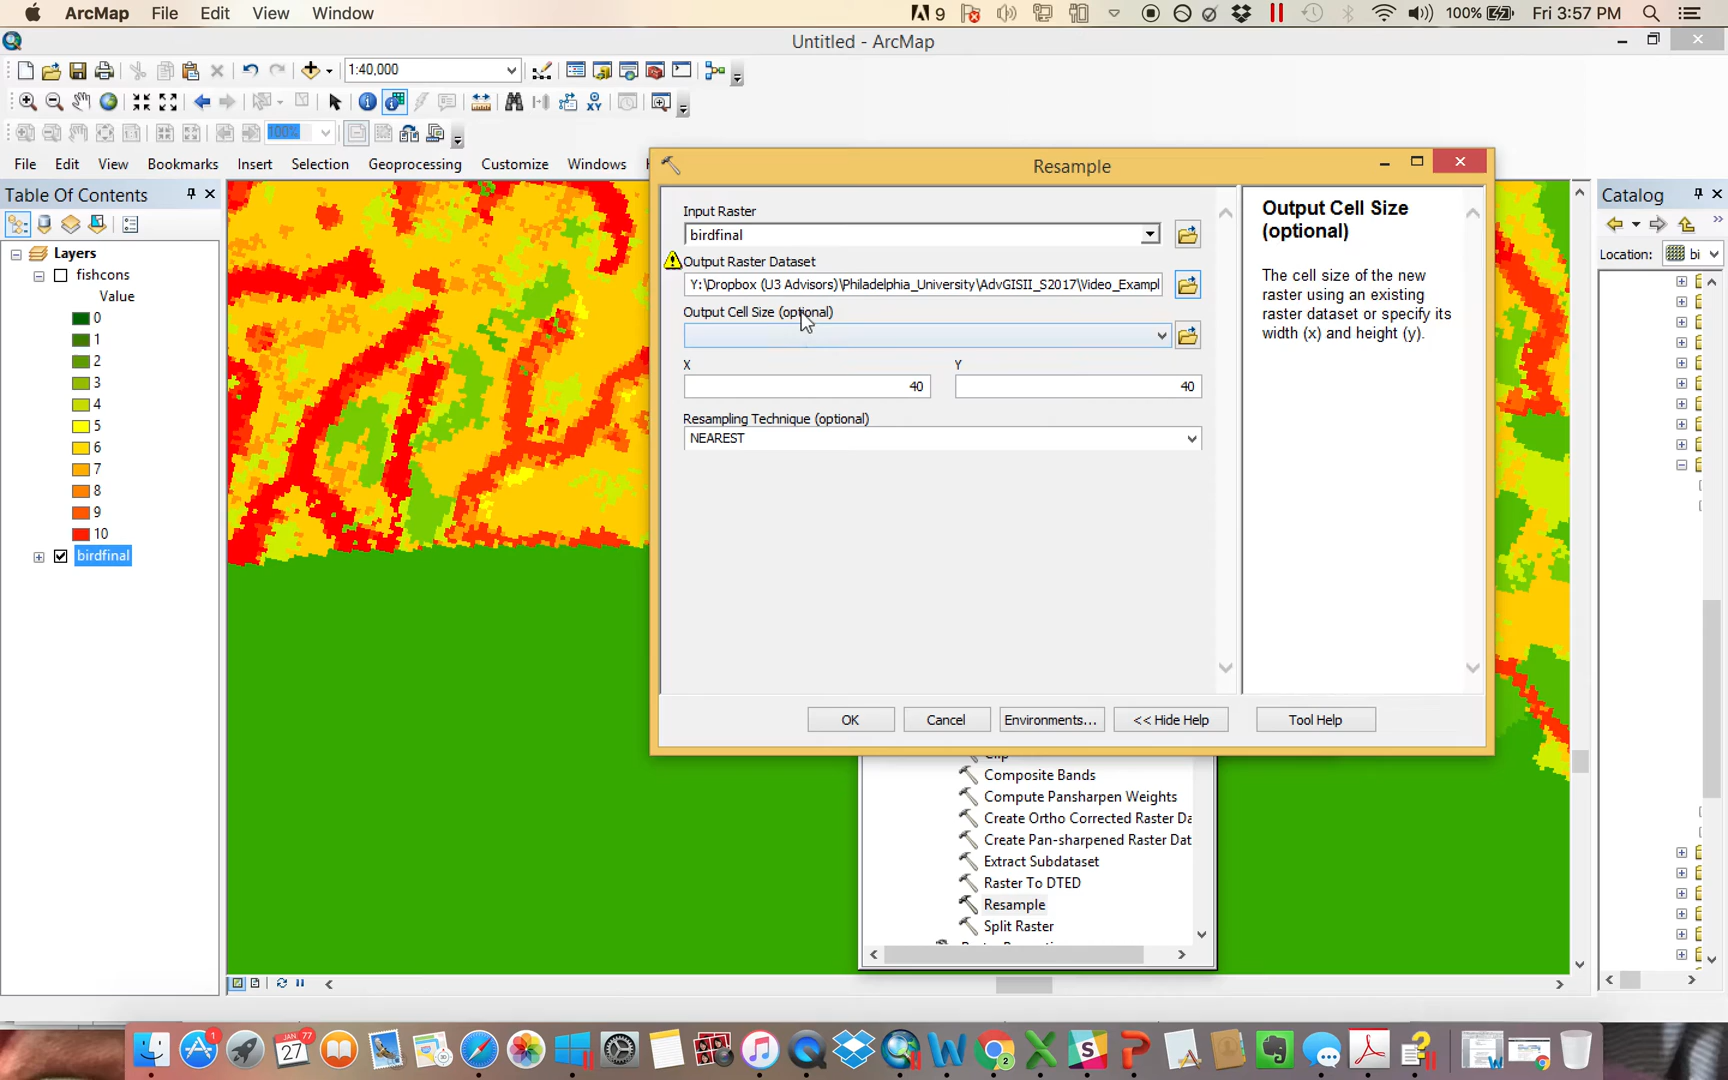 ArcMap File Edit View Window
9 100% Fri 3:57 PM
Untitled - ArcMap
1:40,000
100%
File Edit View Bookmarks Insert Selection Geoprocessing Customize Windows
Table Of Contents
Layers
fishcons
Value
0
1
2
3
4
5
6
7
8
9
10
birdfinal
Resample
Input Raster
birdfinal
Output Raster Dataset
Y:\Dropbox (U3 Advisors)\Philadelphia_University\AdvGISII_S2017\Video_Exampl
Output Cell Size (optional)
X Y
40 40
Resampling Technique (optional)
NEAREST
OK Cancel Environments... << Hide Help Tool Help
Output Cell Size
(optional)
The cell size of the new
raster using an existing
raster dataset or specify its
width (x) and height (y).
Catalog
Location: bi
Clip
Composite Bands
Compute Pansharpen Weights
Create Ortho Corrected Raster Da
Create Pan-sharpened Raster Dat
Extract Subdataset
Raster To DTED
Resample
Split Raster
1
JAN
27
77
2